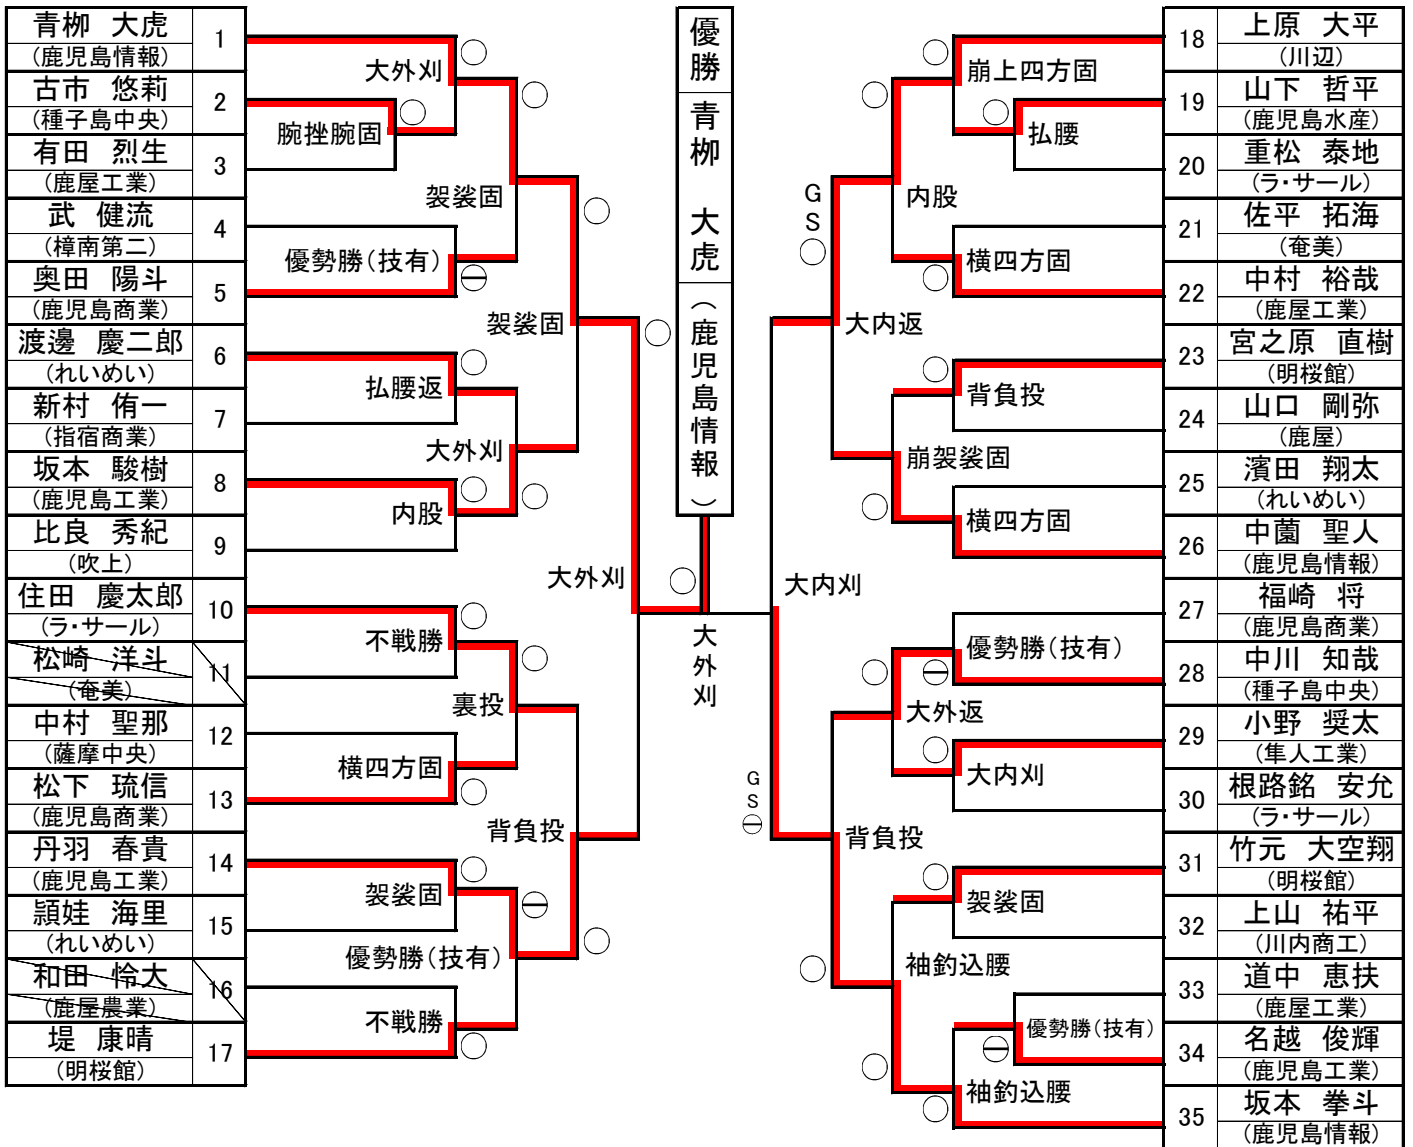 青栁 大虎
(鹿児島情報)
1
古市 悠莉
(種子島中央)
2
有田 烈生
(鹿屋工業)
3
武 健流
(樟南第二)
4
奥田 陽斗
(鹿児島商業)
5
渡邊 慶二郎
(れいめい)
6
新村 侑一
(指宿商業)
7
坂本 駿樹
(鹿児島工業)
8
比良 秀紀
(吹上)
9
住田 慶太郎
(ラ・サール)
10
松崎 洋斗
(奄美)
11
中村 聖那
(薩摩中央)
12
松下 琉信
(鹿児島商業)
13
丹羽 春貴
(鹿児島工業)
14
頴娃 海里
(れいめい)
15
和田 怜大
(鹿屋農業)
16
堤 康晴
(明桜館)
17
大外刈
腕挫腕固
袈裟固
優勢勝(技有)
袈裟固
払腰返
大外刈
内股
大外刈
不戦勝
裏投
横四方固
背負投
袈裟固
優勢勝(技有)
不戦勝
優勝
青栁 大虎
(鹿児島情報)
大外刈
崩上四方固
払腰
内股
GS
横四方固
大内返
背負投
崩袈裟固
横四方固
大内刈
優勢勝(技有)
大外返
大内刈
GS
背負投
袈裟固
袖釣込腰
優勢勝(技有)
袖釣込腰
18
上原 大平
(川辺)
19
山下 哲平
(鹿児島水産)
20
重松 泰地
(ラ・サール)
21
佐平 拓海
(奄美)
22
中村 裕哉
(鹿屋工業)
23
宮之原 直樹
(明桜館)
24
山口 剛弥
(鹿屋)
25
濱田 翔太
(れいめい)
26
中薗 聖人
(鹿児島情報)
27
福崎 将
(鹿児島商業)
28
中川 知哉
(種子島中央)
29
小野 奨太
(隼人工業)
30
根路銘 安允
(ラ・サール)
31
竹元 大空翔
(明桜館)
32
上山 祐平
(川内商工)
33
道中 恵扶
(鹿屋工業)
34
名越 俊輝
(鹿児島工業)
35
坂本 拳斗
(鹿児島情報)